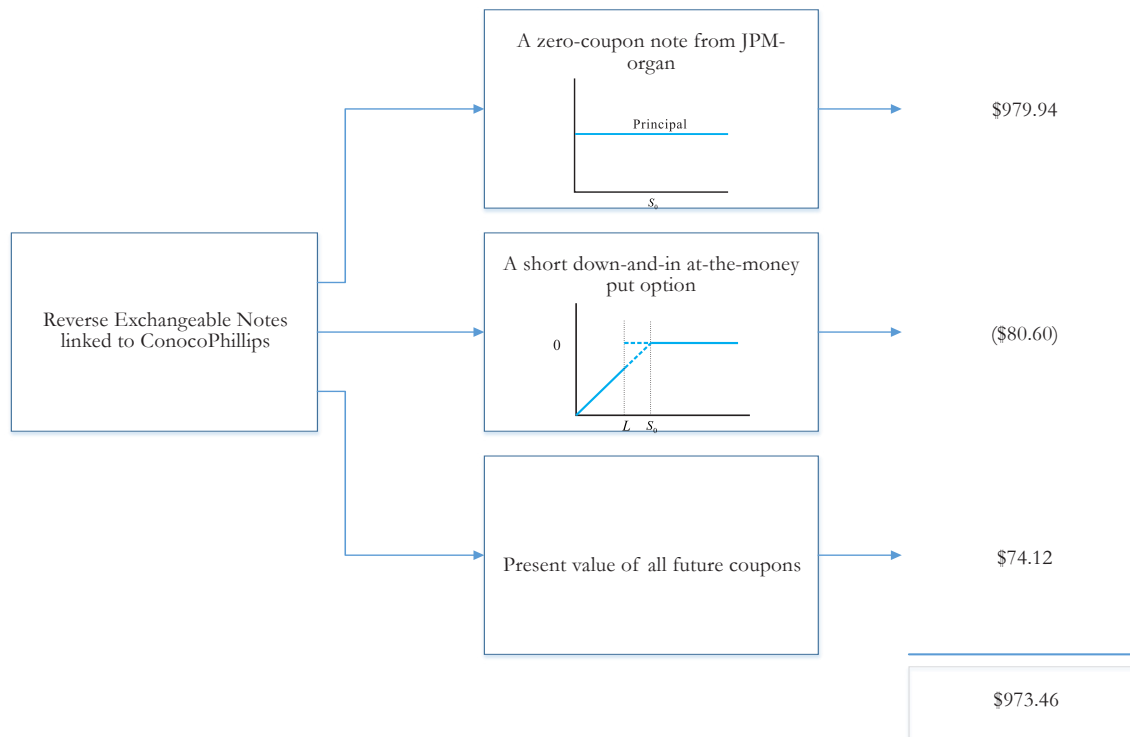 A zero-coupon note from JPM-
organ
Principal
S₀
$979.94
Reverse Exchangeable Notes
linked to ConocoPhillips
A short down-and-in at-the-money
put option
0
L S₀
($80.60)
Present value of all future coupons
$74.12
$973.46